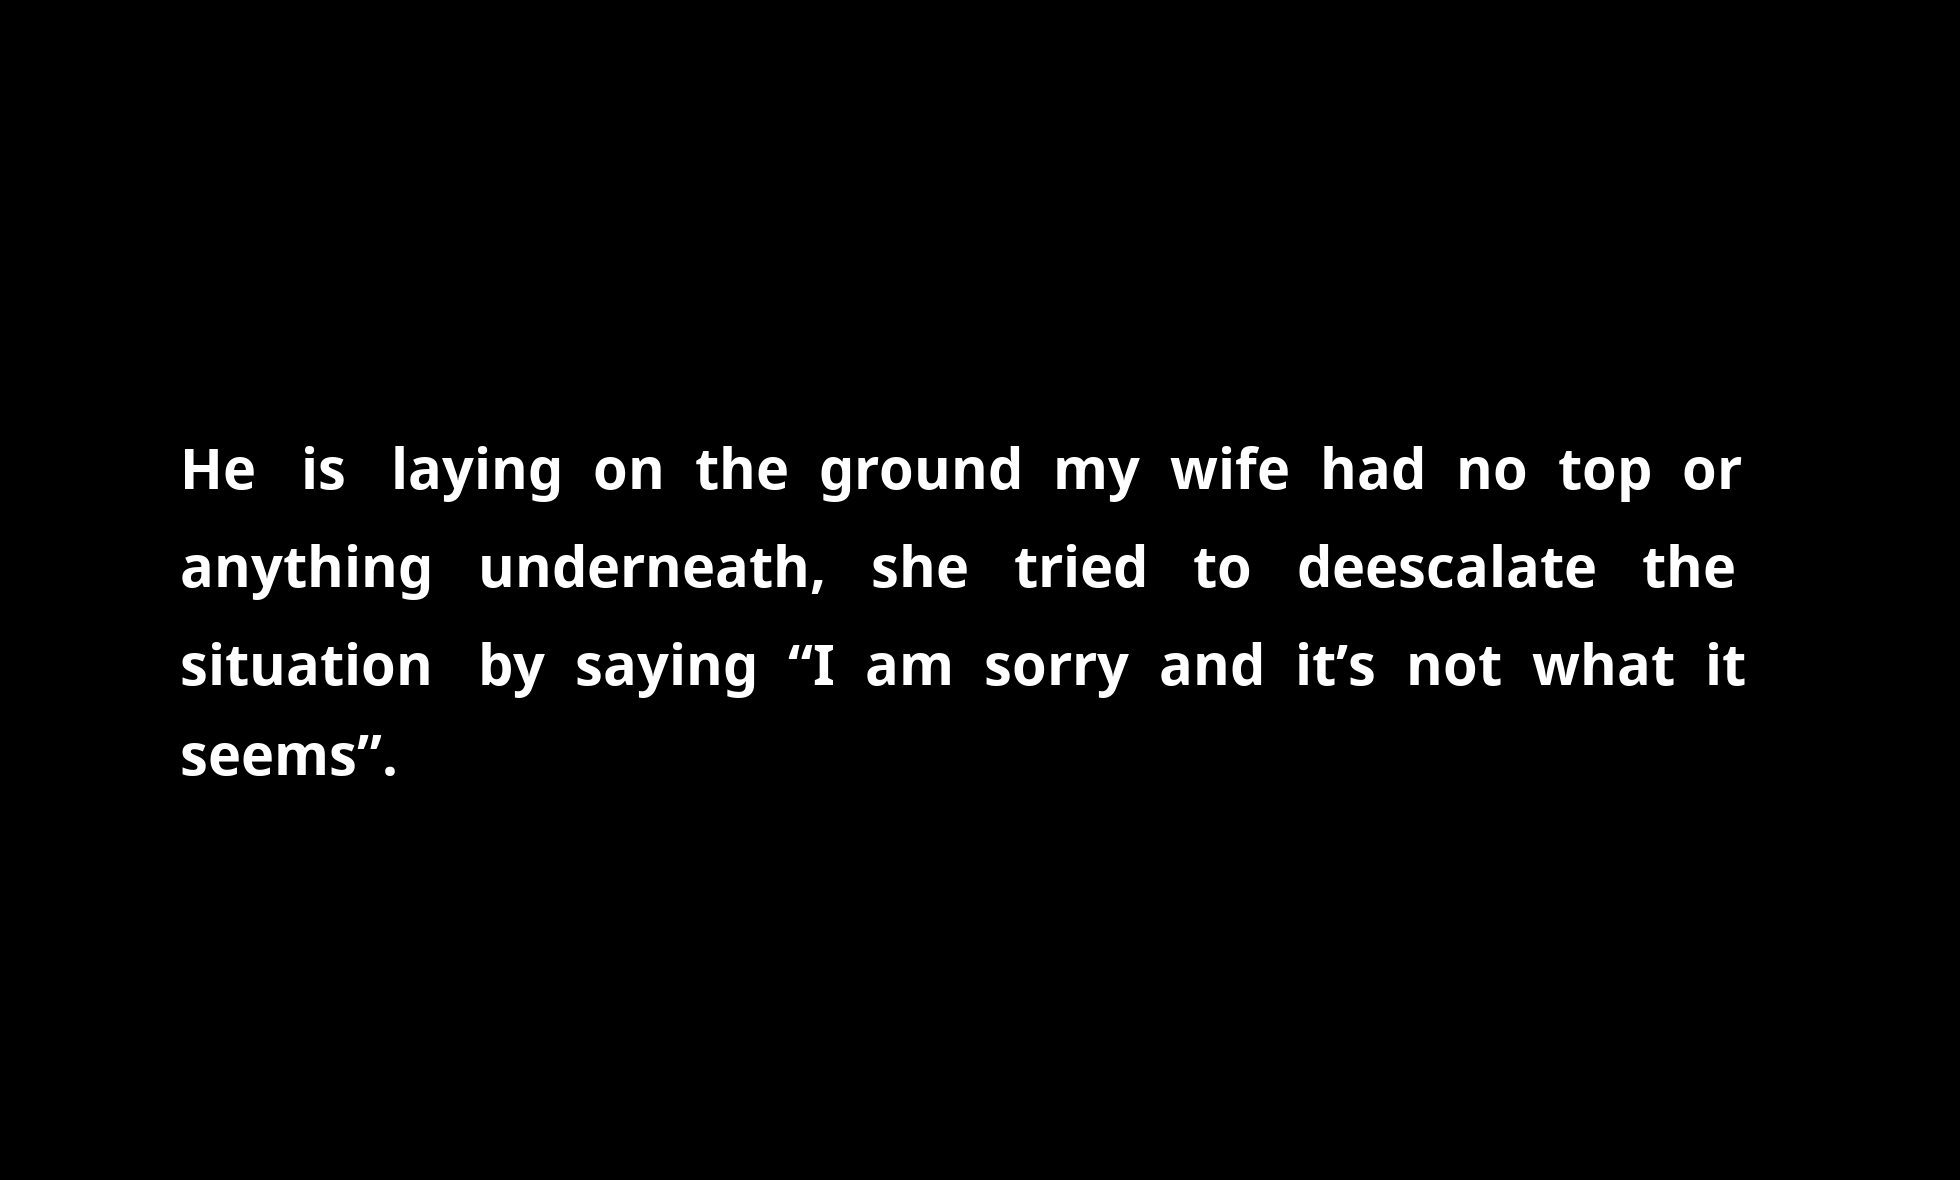 He is laying on the ground my wife had no top or
anything underneath, she tried to deescalate the
situation by saying “I am sorry and it’s not what it
seems”.